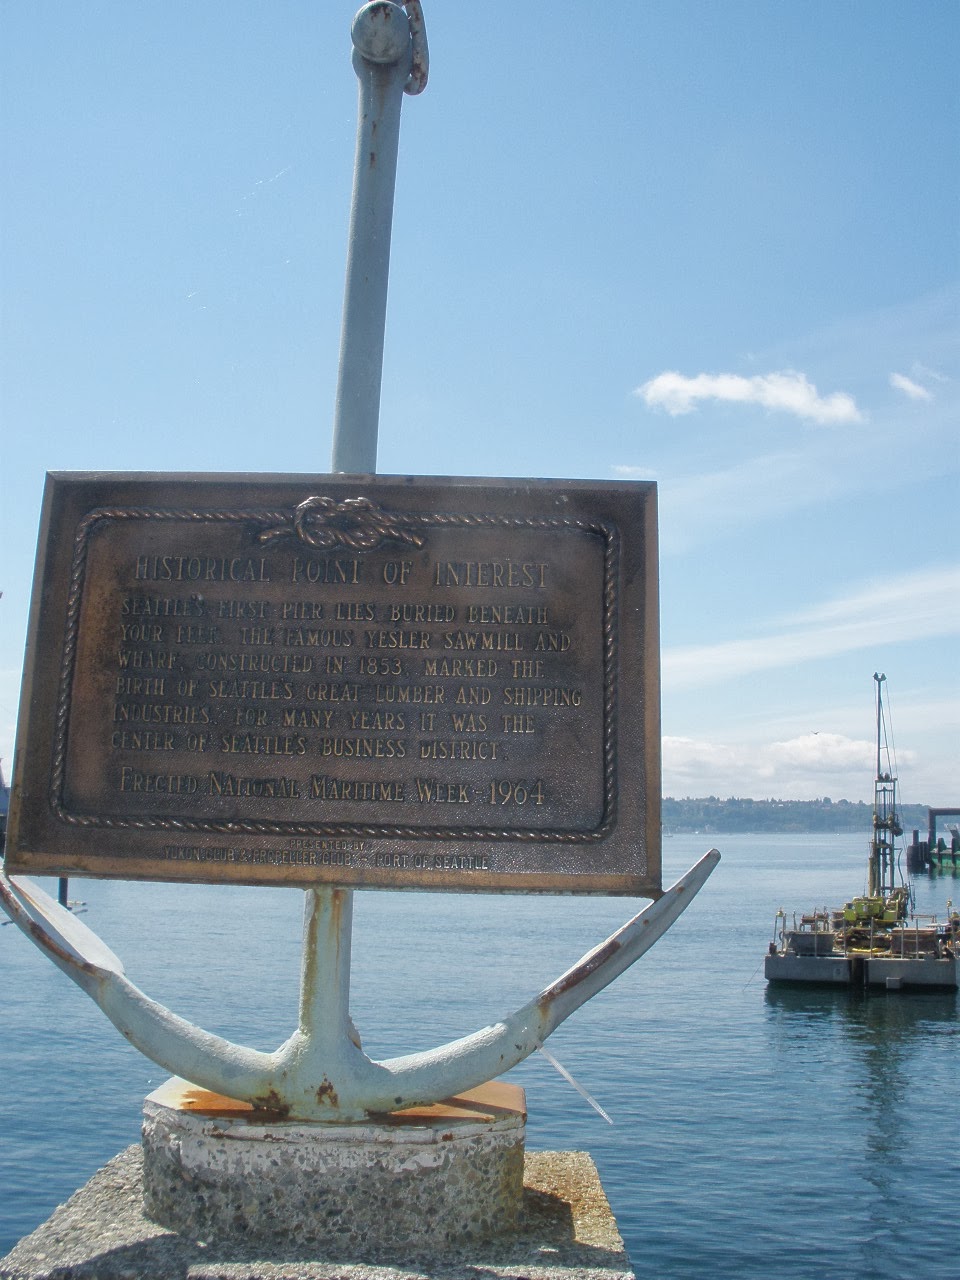 HISTORICAL POINT OF INTEREST
SEATTLE'S FIRST PIER LIES BURIED BENEATH
YOUR FEET. THE FAMOUS YESLER SAWMILL AND
WHARF, CONSTRUCTED IN 1853, MARKED THE
BIRTH OF SEATTLE'S GREAT LUMBER AND SHIPPING
INDUSTRIES. FOR MANY YEARS IT WAS THE
CENTER OF SEATTLE'S BUSINESS DISTRICT.
ERECTED NATIONAL MARITIME WEEK - 1964
PRESENTED BY
YUKON CLUB & PROPELLER CLUB - PORT OF SEATTLE